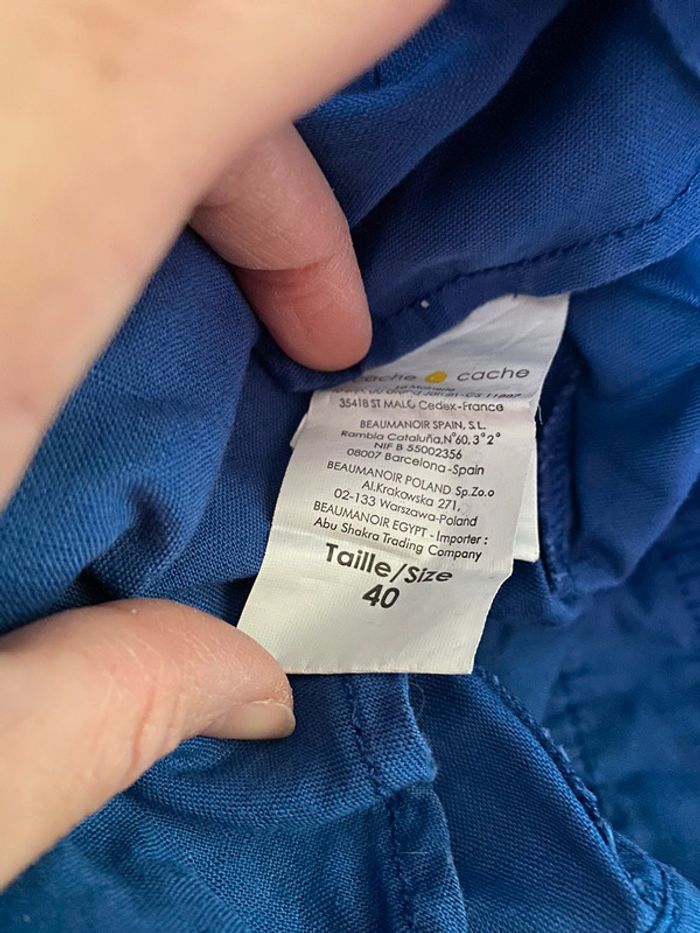 cache cache
35418 ST MALO Cedex-France
BEAUMANOIR SPAIN, S.L.
Rambla Cataluña,N°60,3°2°
NIF B 55002356
08007 Barcelona -Spain
BEAUMANOIR POLAND Sp.Zo.o
Al.Krakowska 271,
02-133 Warszawa-Poland
BEAUMANOIR EGYPT - Importer :
Abu Shakra Trading Company
Taille/Size
40